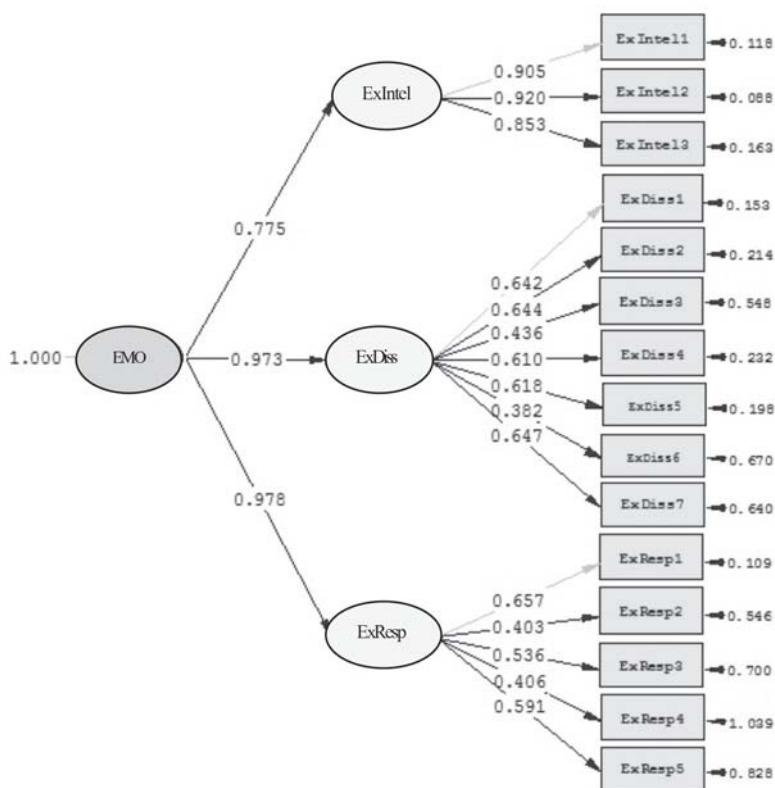 ExIntel1
0.118
0.905
ExIntel
0.920
ExIntel2
0.088
0.853
ExIntel3
0.163
ExDiss1
0.153
0.775
ExDiss2
0.214
0.642
0.644
ExDiss3
0.548
0.436
1.000
EMO
0.973
ExDiss
0.610
ExDiss4
0.232
0.618
ExDiss5
0.198
0.382
0.647
ExDiss6
0.670
0.978
ExDiss7
0.640
ExResp1
0.109
0.657
ExResp2
0.546
ExResp
0.403
0.536
ExResp3
0.700
0.406
0.591
ExResp4
1.039
ExResp5
0.828